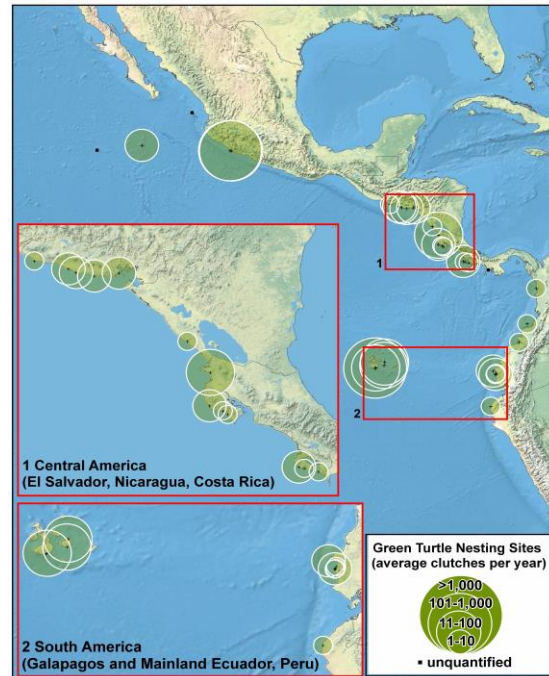 1
2
1 Central America
(El Salvador, Nicaragua, Costa Rica)
2 South America
(Galapagos and Mainland Ecuador, Peru)
Green Turtle Nesting Sites
(average clutches per year)
>1,000
101-1,000
11-100
1-10
unquantified